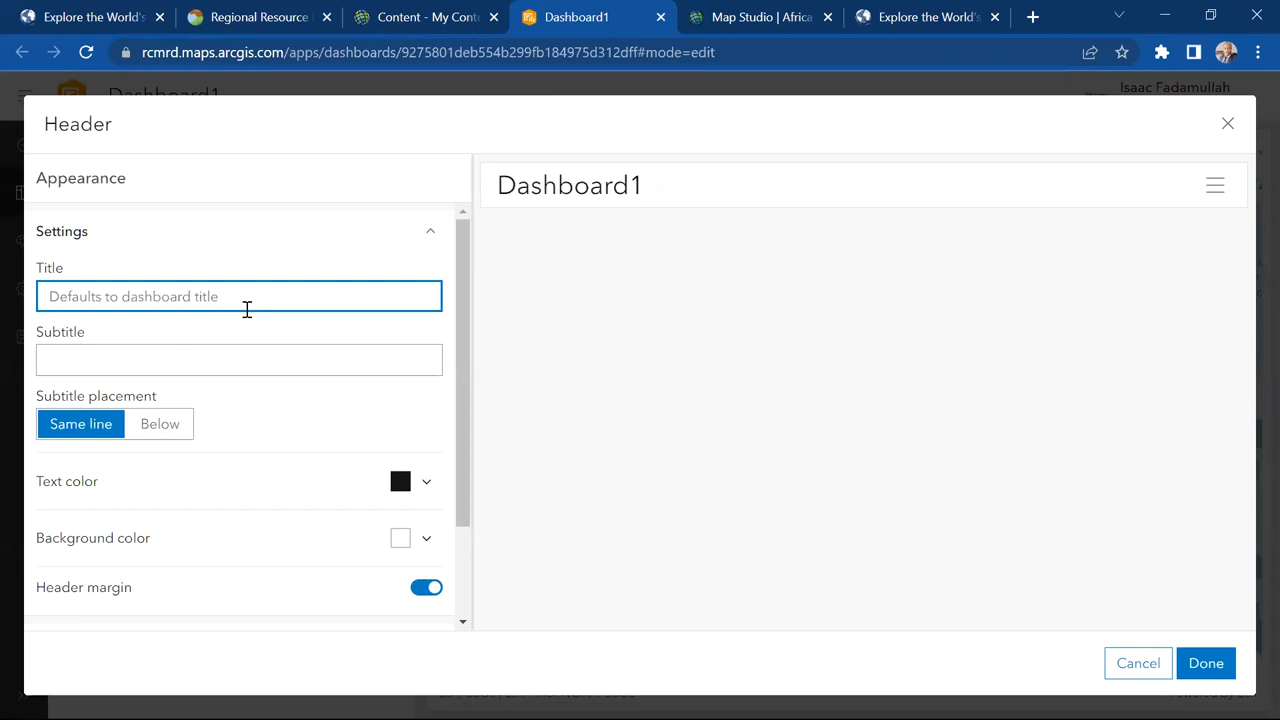 Explore the World's
Regional Resource
Content - My Conte
Dashboard1
Map Studio | Africa
Explore the World's
rcmrd.maps.arcgis.com/apps/dashboards/9275801deb554b299fb184975d312dff#mode=edit
Dashboard1
Isaac Fadamullah
Header
Appearance
Dashboard1
Settings
Title
Defaults to dashboard title
Subtitle
Subtitle placement
Same line
Below
Text color
Background color
Header margin
Cancel
Done